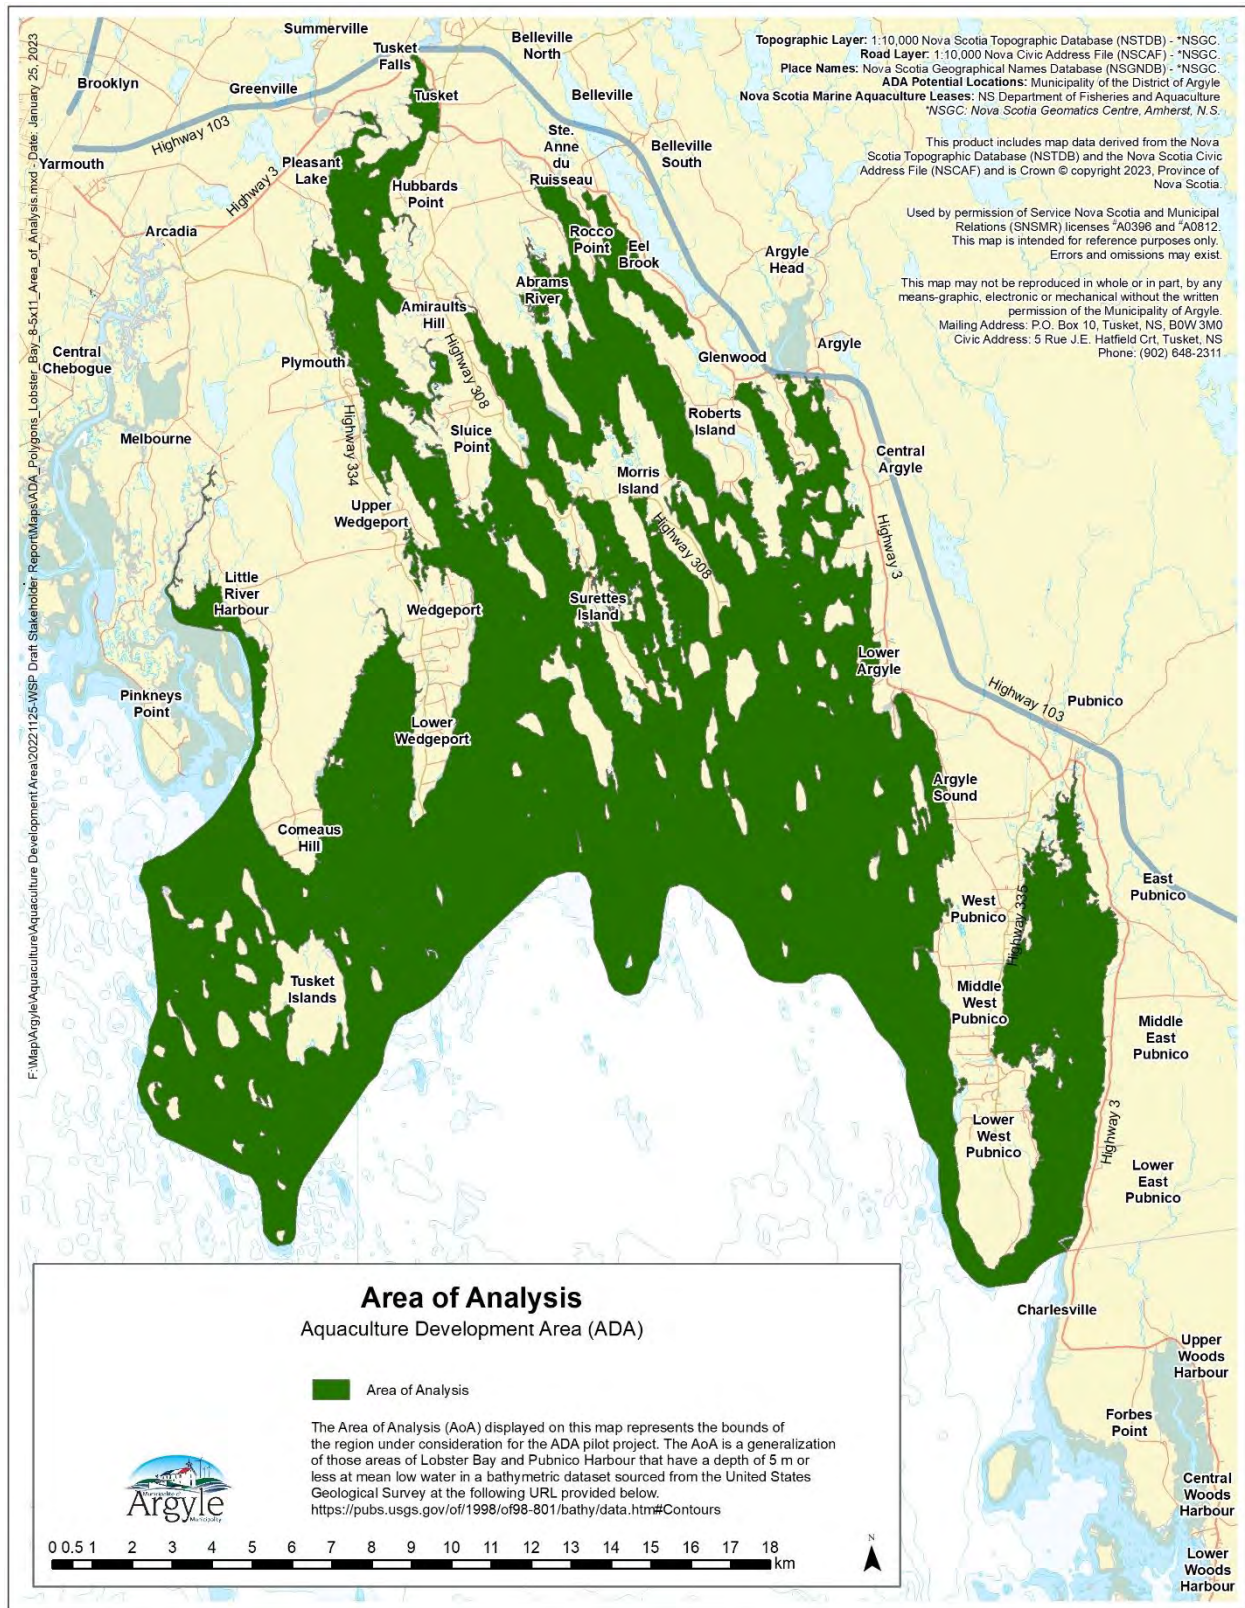 F:\Map\Argyle\Aquaculture\Aquaculture Development Area\20221125-WSP Draft Stakeholder Report\Maps\ADA_Polygons_Lobster_Bay_8-5x11_Area_of_Analysis.mxd - Date: January 25, 2023
Topographic Layer: 1:10,000 Nova Scotia Topographic Database (NSTDB) - *NSGC.
Road Layer: 1:10,000 Nova Civic Address File (NSCAF) - *NSGC.
Place Names: Nova Scotia Geographical Names Database (NSGNDB) - *NSGC.
ADA Potential Locations: Municipality of the District of Argyle
Nova Scotia Marine Aquaculture Leases: NS Department of Fisheries and Aquaculture
*NSGC: Nova Scotia Geomatics Centre, Amherst, N.S.
This product includes map data derived from the Nova
Scotia Topographic Database (NSTDB) and the Nova Scotia Civic
Address File (NSCAF) and is Crown © copyright 2023, Province of
Nova Scotia.
Used by permission of Service Nova Scotia and Municipal
Relations (SNSMR) licenses "A0396 and "A0812.
This map is intended for reference purposes only.
Errors and omissions may exist.
This map may not be reproduced in whole or in part, by any
means-graphic, electronic or mechanical without the written
permission of the Municipality of Argyle.
Mailing Address: P.O. Box 10, Tusket, NS, B0W 3M0
Civic Address: 5 Rue J.E. Hatfield Crt, Tusket, NS
Phone: (902) 648-2311
Summerville
Tusket
Falls
Belleville
North
Brooklyn
Greenville
Tusket
Belleville
Highway 103
Ste.
Anne
du
Ruisseau
Belleville
South
Yarmouth
Pleasant
Lake
Highway 3
Hubbards
Point
Arcadia
Rocco
Point
Eel
Brook
Argyle
Head
Abrams
River
Amiraults
Hill
Central
Chebogue
Plymouth
Highway 308
Glenwood
Argyle
Melbourne
Highway 334
Sluice
Point
Roberts
Island
Morris
Island
Central
Argyle
Upper
Wedgeport
Highway 308
Highway 3
Little
River
Harbour
Wedgeport
Surettes
Island
Lower
Argyle
Pinkneys
Point
Highway 103
Pubnico
Lower
Wedgeport
Argyle
Sound
Comeaus
Hill
East
Pubnico
West
Pubnico
Highway 335
Tusket
Islands
Middle
West
Pubnico
Middle
East
Pubnico
Highway 3
Lower
West
Pubnico
Lower
East
Pubnico
Charlesville
Upper
Woods
Harbour
Forbes
Point
Central
Woods
Harbour
Lower
Woods
Harbour
Area of Analysis
Aquaculture Development Area (ADA)
Area of Analysis
The Area of Analysis (AoA) displayed on this map represents the bounds of
the region under consideration for the ADA pilot project. The AoA is a generalization
of those areas of Lobster Bay and Pubnico Harbour that have a depth of 5 m or
less at mean low water in a bathymetric dataset sourced from the United States
Geological Survey at the following URL provided below.
https://pubs.usgs.gov/of/1998/of98-801/bathy/data.htm#Contours
Municipality of
Argyle
Municipalité
0 0.5 1 2 3 4 5 6 7 8 9 10 11 12 13 14 15 16 17 18
km
N